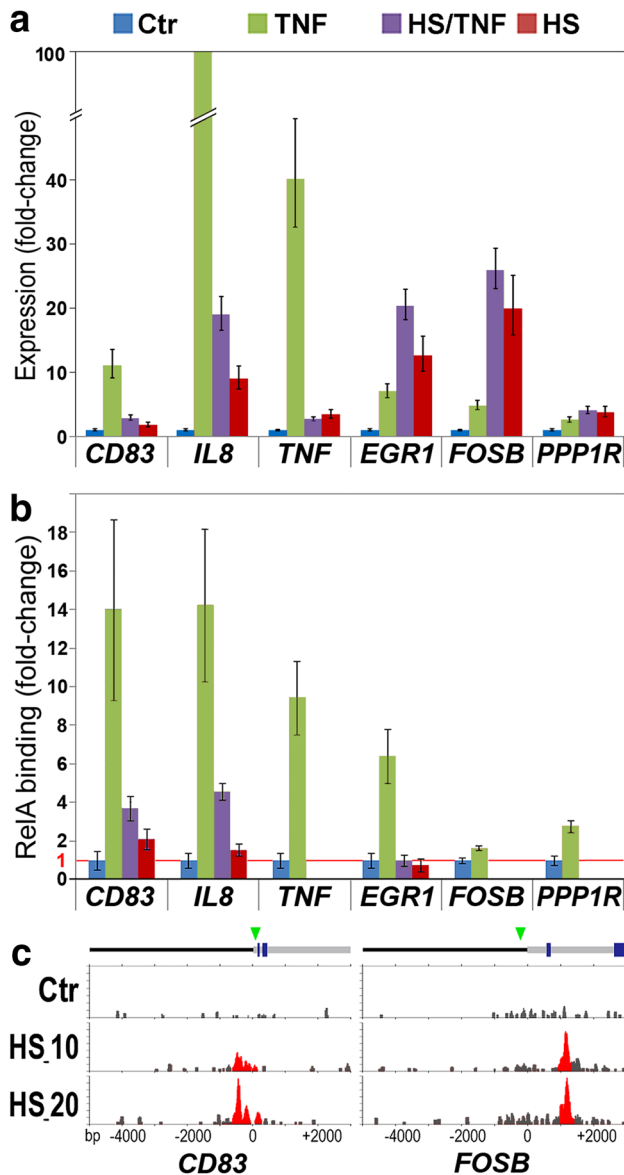 a
Ctr TNF HS/TNF HS
Expression (fold-change)
100
40
30
20
10
0
CD83 IL8 TNF EGR1 FOSB PPP1R
b
RelA binding (fold-change)
18
16
14
12
10
8
6
4
2
1
0
CD83 IL8 TNF EGR1 FOSB PPP1R
c
Ctr
HS_10
HS_20
bp -4000 -2000 0 +2000 -4000 -2000 0 +2000
CD83 FOSB